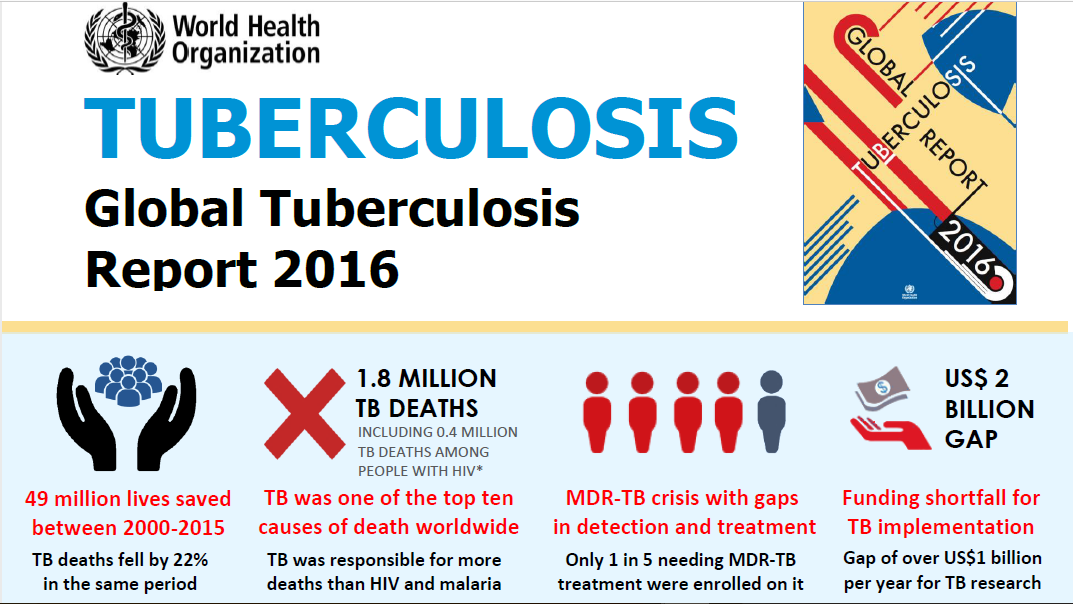 World Health
Organization
TUBERCULOSIS
Global Tuberculosis
Report 2016
GLOBAL
TUBERCULOSIS
REPORT
2016
1.8 MILLION
TB DEATHS
INCLUDING 0.4 MILLION
TB DEATHS AMONG
PEOPLE WITH HIV*
US$ 2
BILLION
GAP
49 million lives saved
between 2000-2015
TB deaths fell by 22%
in the same period
TB was one of the top ten
causes of death worldwide
TB was responsible for more
deaths than HIV and malaria
MDR-TB crisis with gaps
in detection and treatment
Only 1 in 5 needing MDR-TB
treatment were enrolled on it
Funding shortfall for
TB implementation
Gap of over US$1 billion
per year for TB research